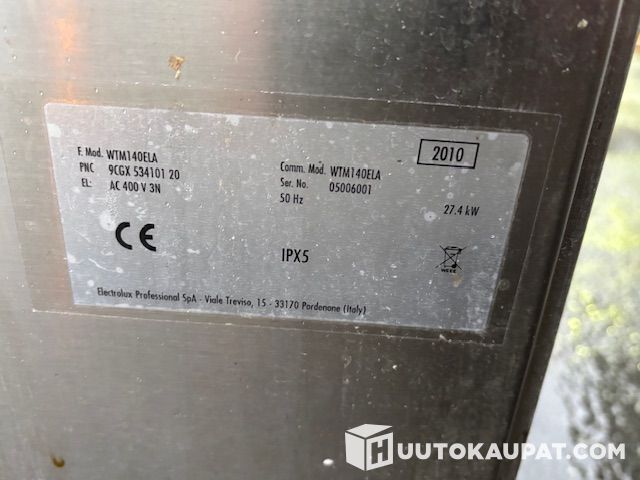 F. Mod. WTM140ELA
PNC 9CGX 534101 20
EL: AC 400 V 3N
2010
Comm. Mod. WTM140ELA
Ser. No. 05006001
50 Hz 27.4 kW
CE
IPX5
WEEE
Electrolux Professional SpA - Viale Treviso, 15 - 33170 Pordenone (Italy)
HUUTOKAUPAT.COM